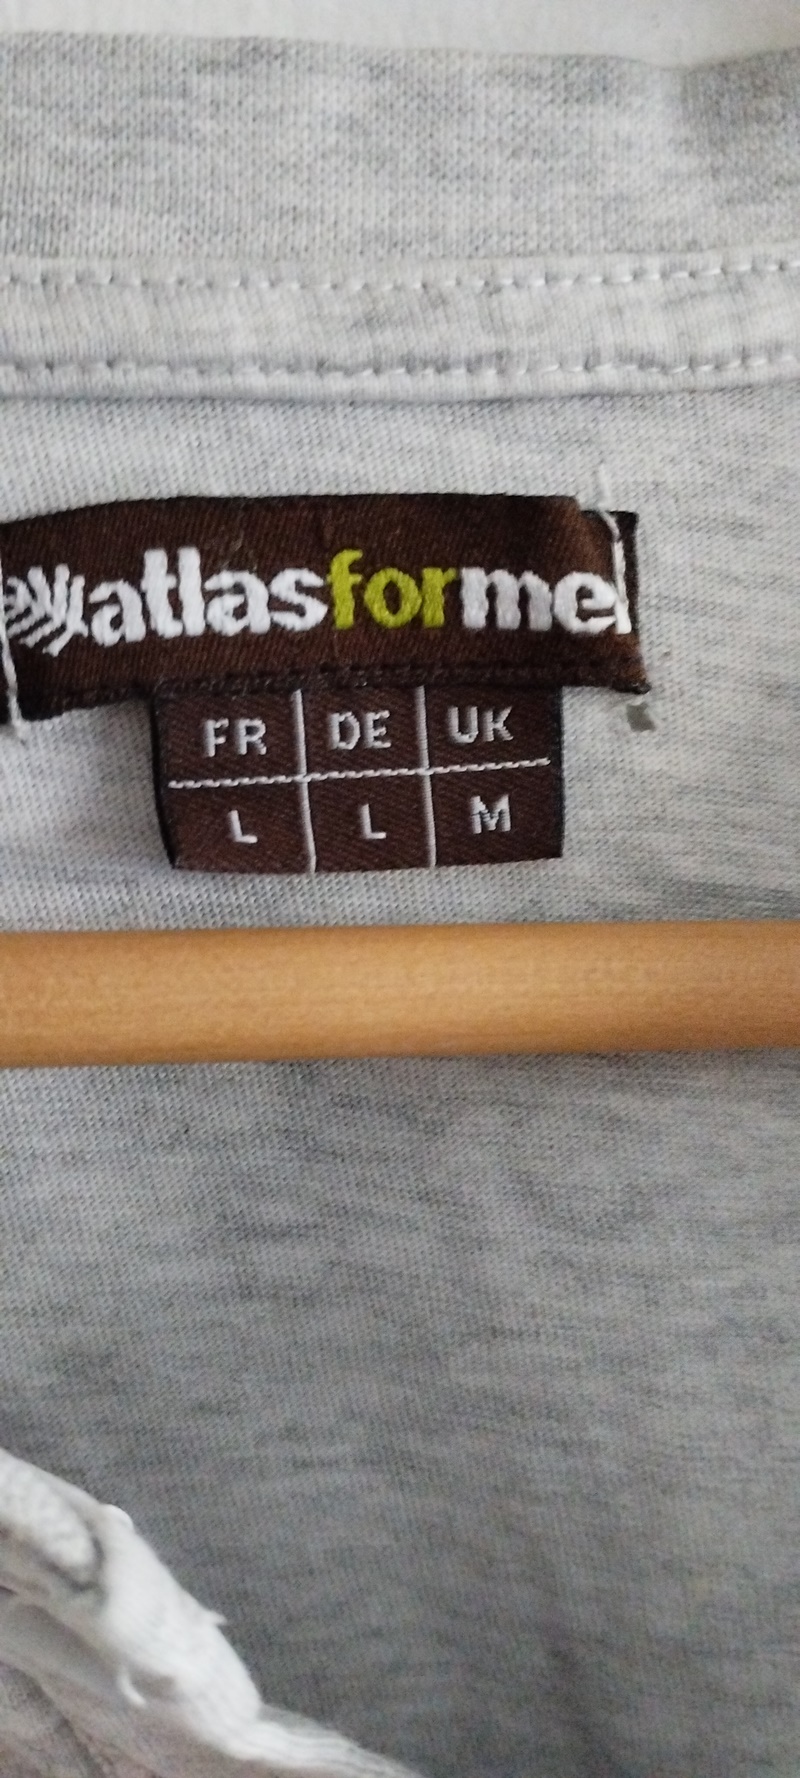 atlasforme
FR DE UK
L L M